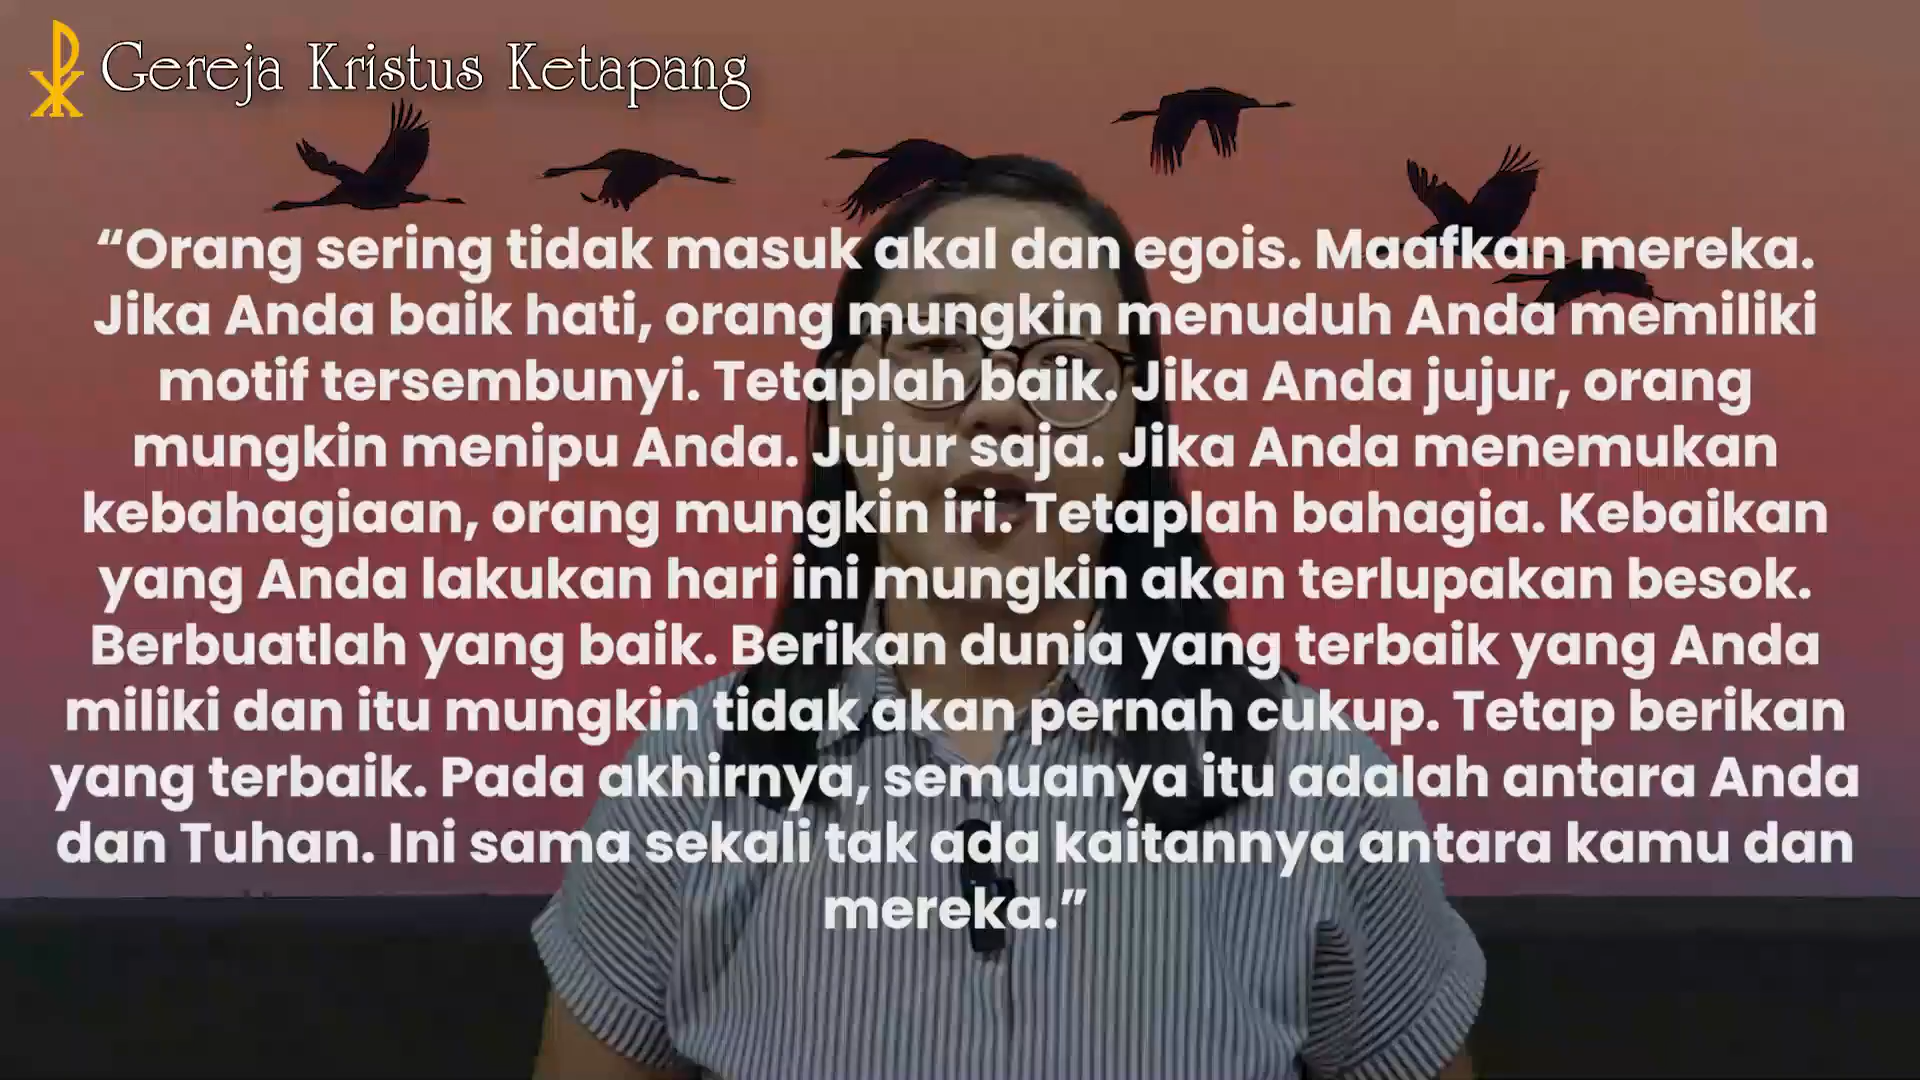 Gereja Kristus Ketapang
“Orang sering tidak masuk akal dan egois. Maafkan mereka.
Jika Anda baik hati, orang mungkin menuduh Anda memiliki
motif tersembunyi. Tetaplah baik. Jika Anda jujur, orang
mungkin menipu Anda. Jujur saja. Jika Anda menemukan
kebahagiaan, orang mungkin iri. Tetaplah bahagia. Kebaikan
yang Anda lakukan hari ini mungkin akan terlupakan besok.
Berbuatlah yang baik. Berikan dunia yang terbaik yang Anda
miliki dan itu mungkin tidak akan pernah cukup. Tetap berikan
yang terbaik. Pada akhirnya, semuanya itu adalah antara Anda
dan Tuhan. Ini sama sekali tak ada kaitannya antara kamu dan
mereka.”